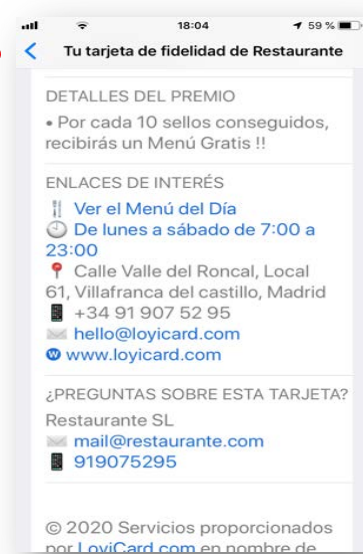 18:04
59 %
Tu tarjeta de fidelidad de Restaurante
DETALLES DEL PREMIO
• Por cada 10 sellos conseguidos,
recibirás un Menú Gratis !!
ENLACES DE INTERÉS
Ver el Menú del Día
De lunes a sábado de 7:00 a
23:00
Calle Valle del Roncal, Local
61, Villafranca del castillo, Madrid
+34 91 907 52 95
hello@loyicard.com
www.loyicard.com
¿PREGUNTAS SOBRE ESTA TARJETA?
Restaurante SL
mail@restaurante.com
919075295
© 2020 Servicios proporcionados
por LoyiCard.com en nombre de